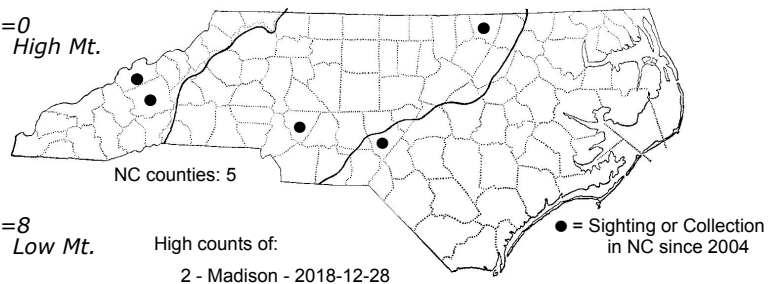 =0
High Mt.
NC counties: 5
=8
Low Mt.
High counts of:
2 - Madison - 2018-12-28
● = Sighting or Collection
in NC since 2004